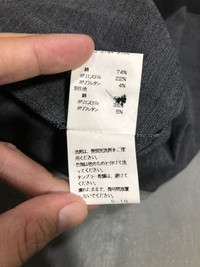 綿 74%
ポリエステル 22%
ポリウレタン 4%
別生地
綿
ポリエステル
ポリウレタン 5%
洗剤は、無蛍光洗剤をご使
用ください。
色物は他のものと分けて洗
ってください。
タンブラー乾燥は、避けてく
ださい。
濡れたままで、長時間放置
しないでください。